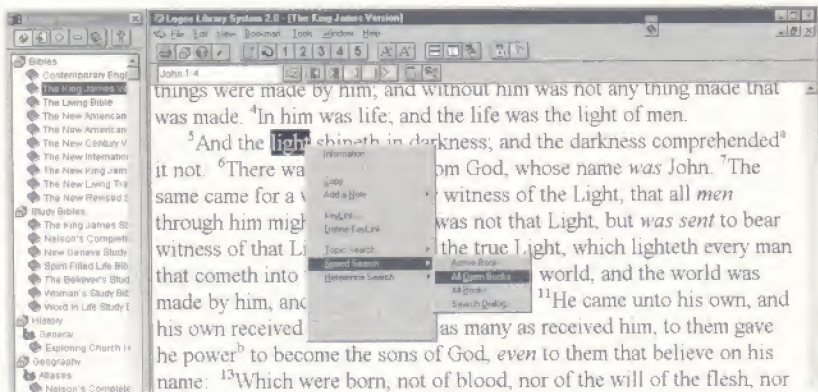 Logos Library System 2.0 - [The King James Version]
File Edit View Bookmark Tools Window Help
1 2 3 4 5
John 1:4
Bibles
Contemporary Engl
The King James Ve
The Living Bible
The New American
The New American
The New Century V
The New Internation
The New King Jam
The New Living Tra
The New Revised S
Study Bibles
The King James St
Nelson's Complete
New Geneva Study
Spirit Filled Life Bib
The Believer's Stud
Woman's Study Bib
Word in Life Study B
History
General
Exploring Church H
Geography
Atlases
Nelson's Complete
things were made by him; and without him was not any thing made that
was made. 4In him was life; and the life was the light of men.
5And the light shineth in darkness; and the darkness comprehendeda
it not. 6There wa om God, whose name was John. 7The
same came for a w witness of the Light, that all men
through him migh was not that Light, but was sent to bear
witness of that Li the true Light, which lighteth every man
that cometh into world, and the world was
made by him, and 11He came unto his own, and
his own received as many as received him, to them gave
he powerb to become the sons of God, even to them that believe on his
name: 13Which were born, not of blood, nor of the will of the flesh, nor
Information
Copy
Add a Note
KeyLink
Define KeyLink
Topic Search
Speed Search
Reference Search
Active Book
All Open Books
All Books
Search Dialog